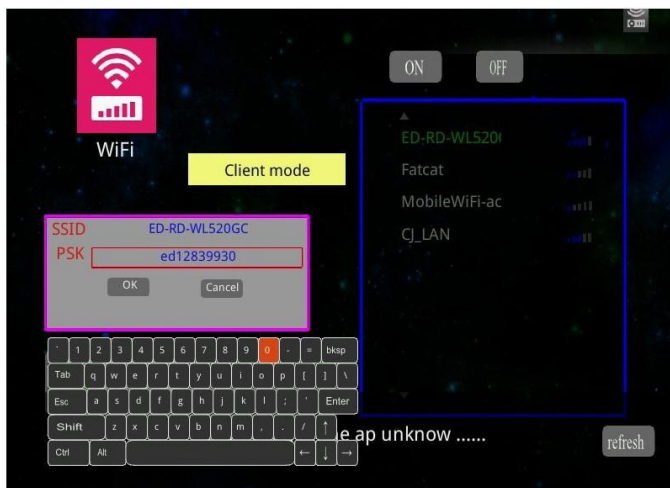 ON OFF
WiFi
Client mode
ED-RD-WL520
Fatcat
MobileWiFi-ac
CJ_LAN
SSID ED-RD-WL520GC
PSK ed12839930
OK Cancel
` 1 2 3 4 5 6 7 8 9 0 - = bksp
Tab q w e r t y u i o p [ ] \
Esc a s d f g h j k l ; ' Enter
Shift z x c v b n m , . / ↑
Ctrl Alt ← ↓ →
ap unknow ......
refresh